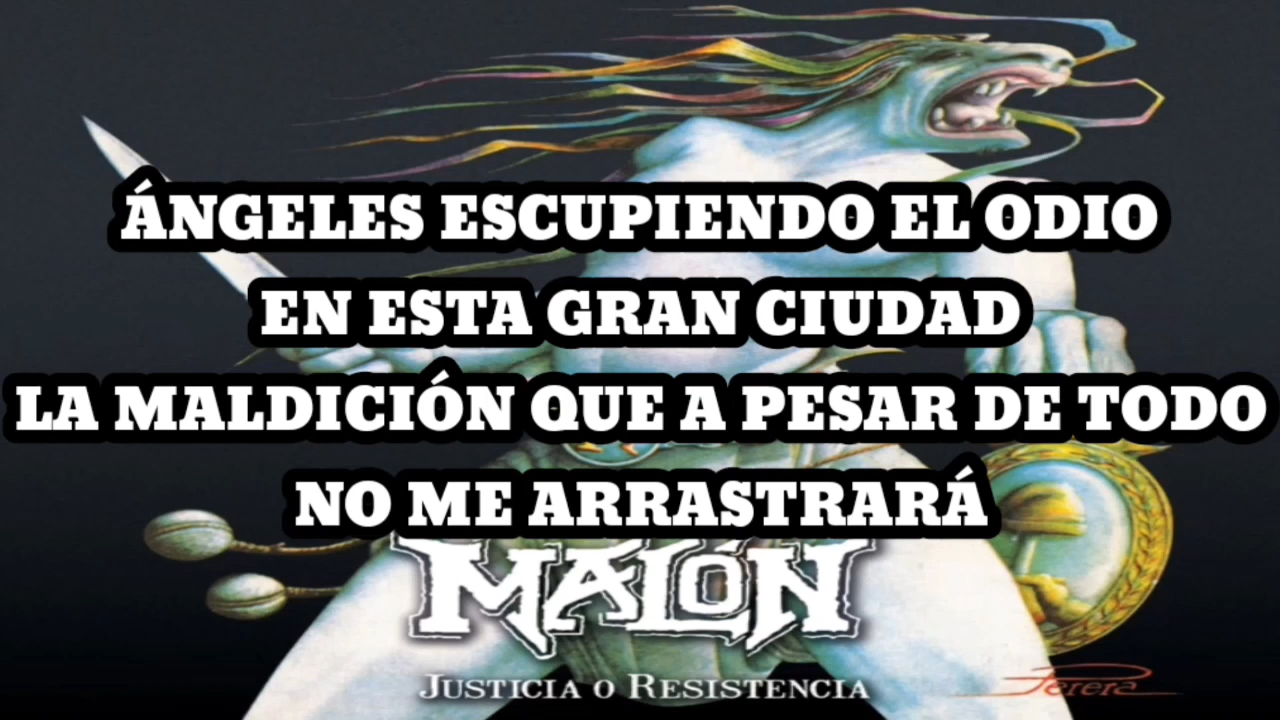 ÁNGELES ESCUPIENDO EL ODIO
EN ESTA GRAN CIUDAD
LA MALDICIÓN QUE A PESAR DE TODO
NO ME ARRASTRARÁ
MALÓN
JUSTICIA O RESISTENCIA
Perera